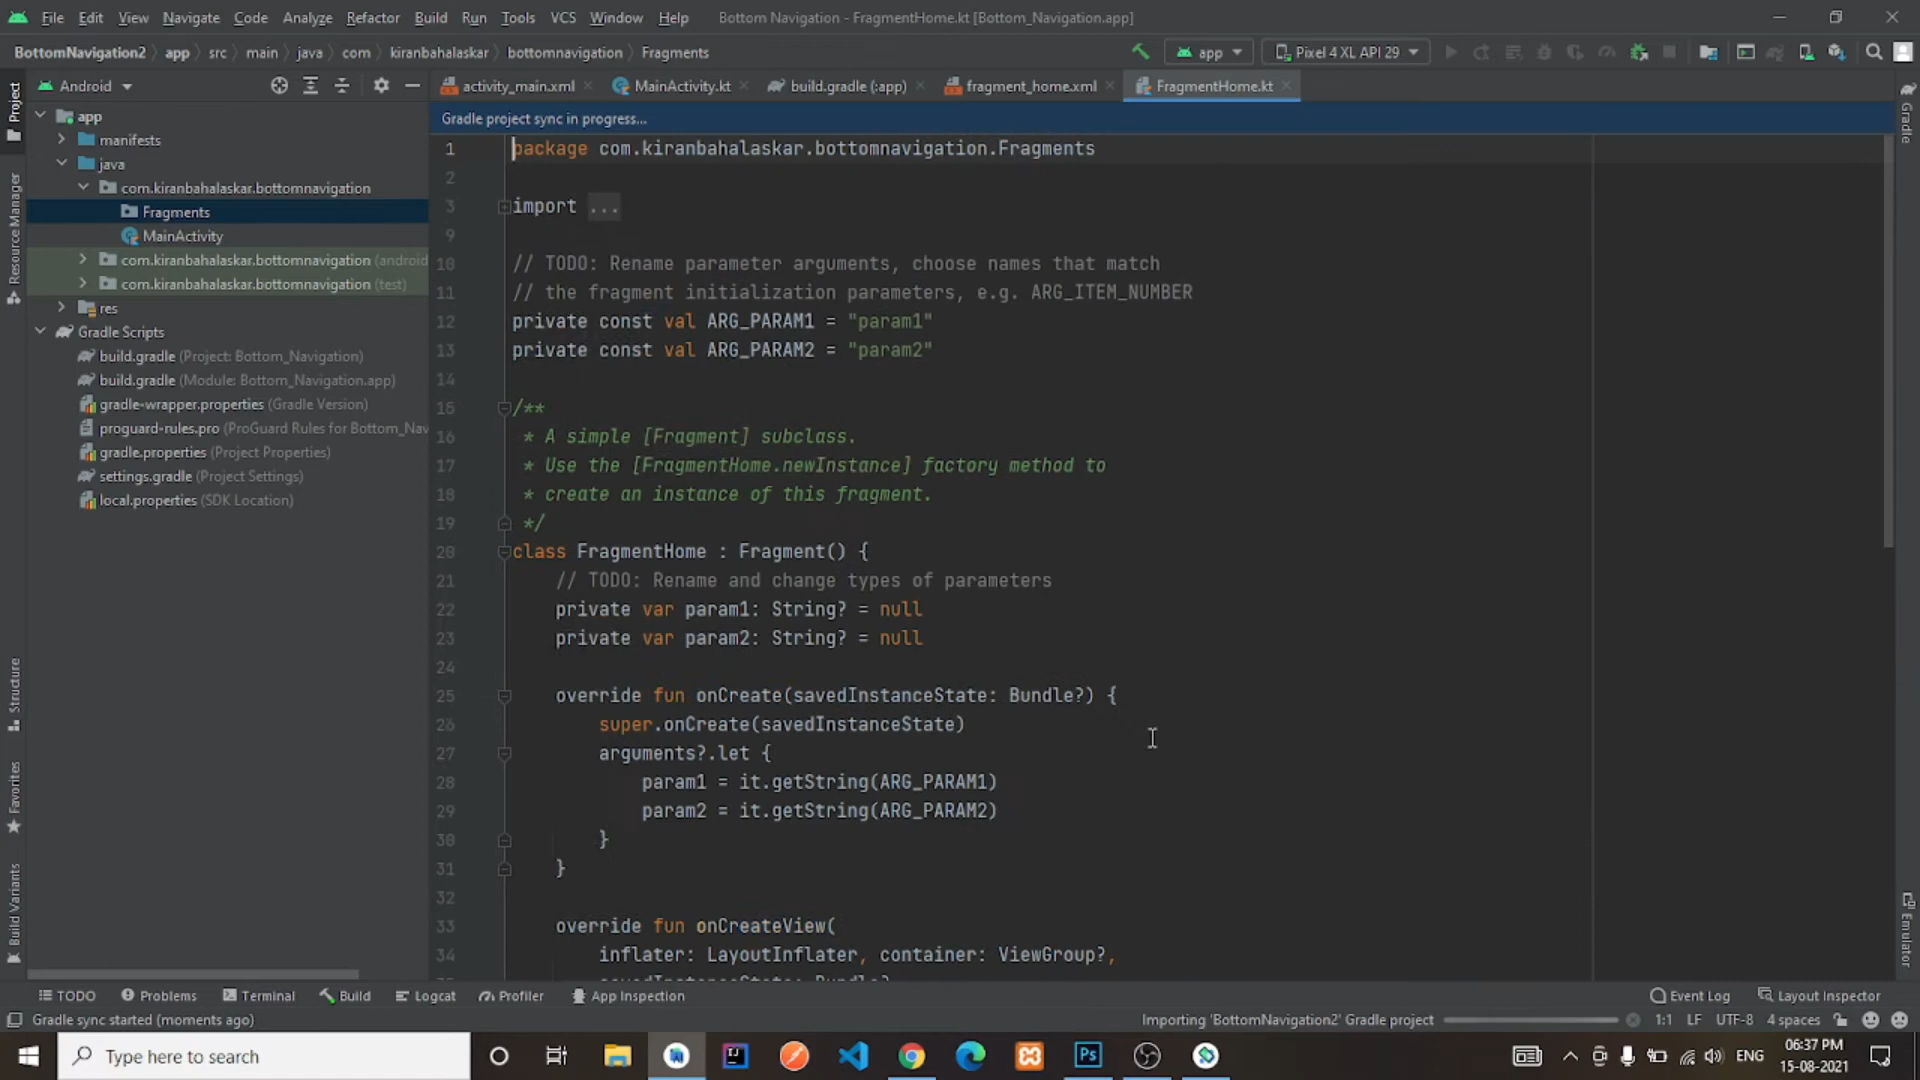 File Edit View Navigate Code Analyze Refactor Build Run Tools VCS Window Help Bottom Navigation - FragmentHome.kt [Bottom_Navigation.app]
BottomNavigation2 app src main java com kiranbahalaskar bottomnavigation Fragments app Pixel 4 XL API 29
Project
Resource Manager
Structure
Favorites
Build Variants
Android
app
manifests
java
com.kiranbahalaskar.bottomnavigation
Fragments
MainActivity
com.kiranbahalaskar.bottomnavigation (android
com.kiranbahalaskar.bottomnavigation (test)
res
Gradle Scripts
build.gradle (Project: Bottom_Navigation)
build.gradle (Module: Bottom_Navigation.app)
gradle-wrapper.properties (Gradle Version)
proguard-rules.pro (ProGuard Rules for Bottom_Nav
gradle.properties (Project Properties)
settings.gradle (Project Settings)
local.properties (SDK Location)
activity_main.xml MainActivity.kt build.gradle (:app) fragment_home.xml FragmentHome.kt
Gradle project sync in progress...
1 package com.kiranbahalaskar.bottomnavigation.Fragments
2
3 import ...
9
10 // TODO: Rename parameter arguments, choose names that match
11 // the fragment initialization parameters, e.g. ARG_ITEM_NUMBER
12 private const val ARG_PARAM1 = "param1"
13 private const val ARG_PARAM2 = "param2"
14
15 /**
16 * A simple [Fragment] subclass.
17 * Use the [FragmentHome.newInstance] factory method to
18 * create an instance of this fragment.
19 */
20 class FragmentHome : Fragment() {
21 // TODO: Rename and change types of parameters
22 private var param1: String? = null
23 private var param2: String? = null
24
25 override fun onCreate(savedInstanceState: Bundle?) {
26 super.onCreate(savedInstanceState)
27 arguments?.let {
28 param1 = it.getString(ARG_PARAM1)
29 param2 = it.getString(ARG_PARAM2)
30 }
31 }
32
33 override fun onCreateView(
34 inflater: LayoutInflater, container: ViewGroup?,
Gradle
Emulator
TODO Problems Terminal Build Logcat Profiler App Inspection Event Log Layout Inspector
Gradle sync started (moments ago) Importing 'BottomNavigation2' Gradle project 1:1 LF UTF-8 4 spaces
Type here to search Ps ENG 06:37 PM
15-08-2021